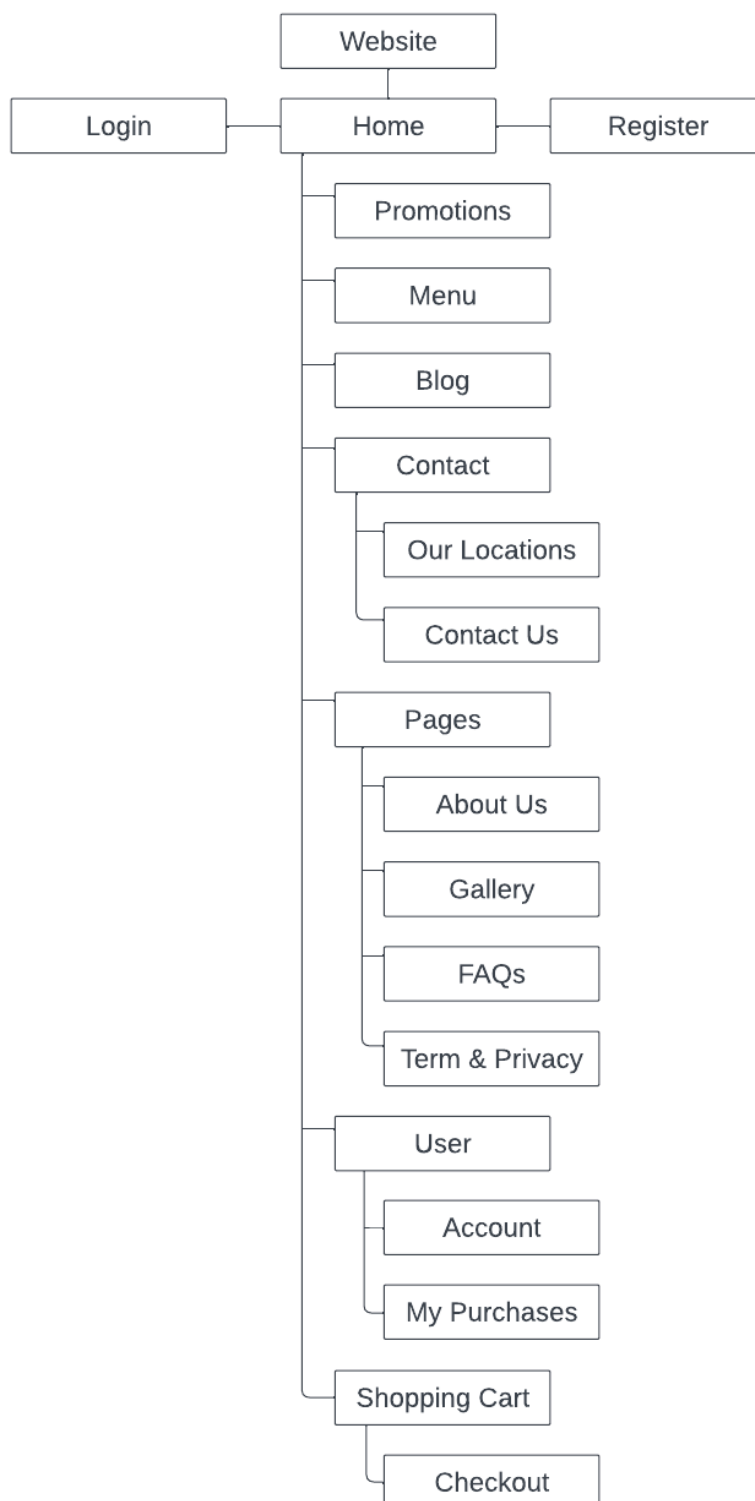 Website
Login
Home
Register
Promotions
Menu
Blog
Contact
Our Locations
Contact Us
Pages
About Us
Gallery
FAQs
Term & Privacy
User
Account
My Purchases
Shopping Cart
Checkout